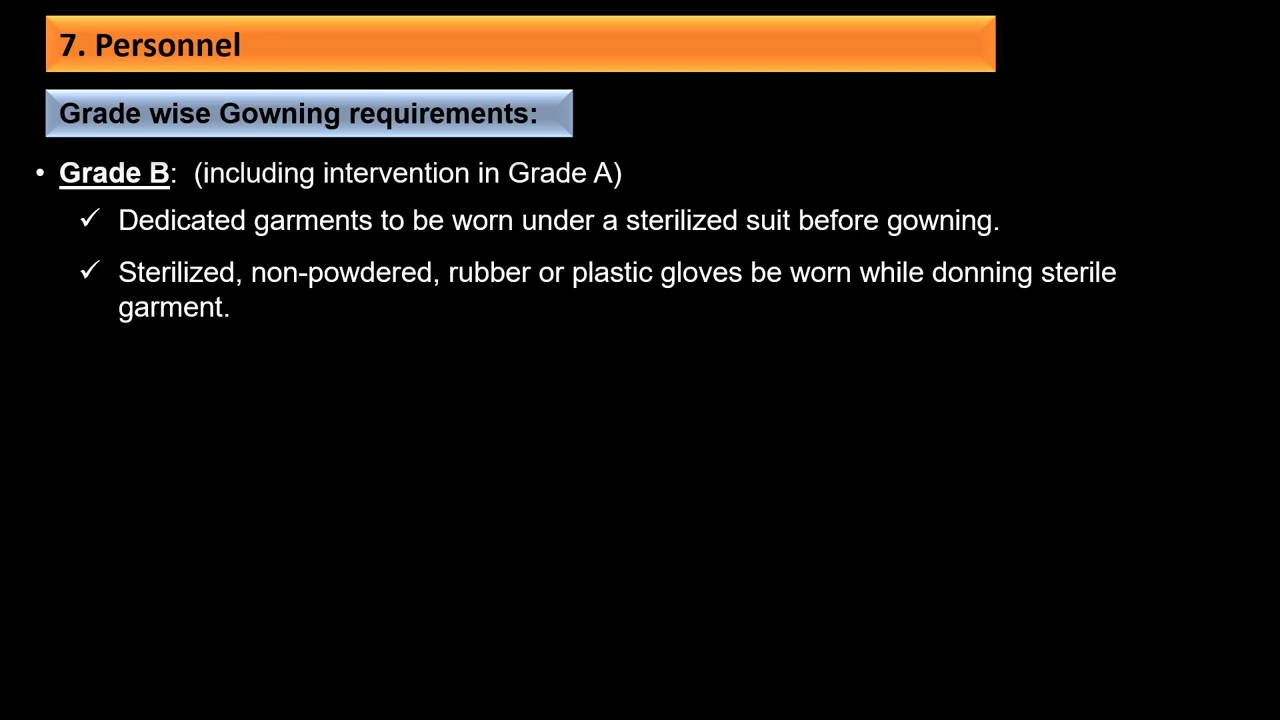 7. Personnel
Grade wise Gowning requirements:
• Grade B:  (including intervention in Grade A)
✓ Dedicated garments to be worn under a sterilized suit before gowning.
✓ Sterilized, non-powdered, rubber or plastic gloves be worn while donning sterile
garment.